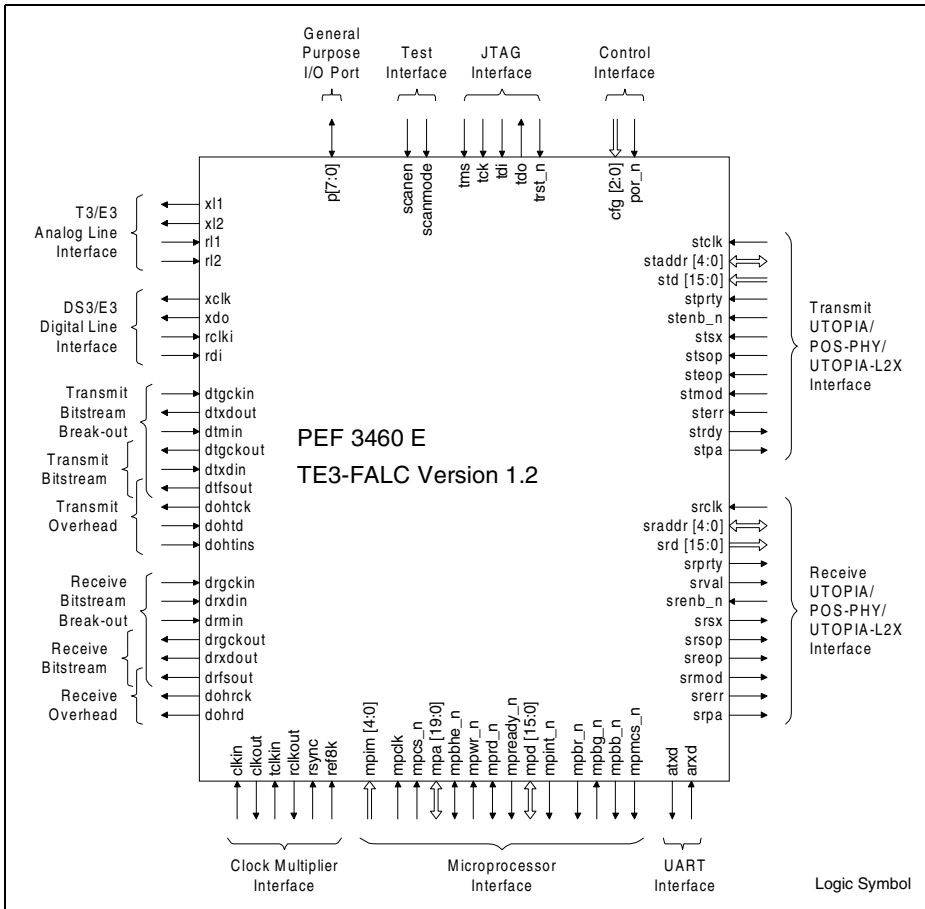 General
Purpose
I/O Port
Test
Interface
JTAG
Interface
Control
Interface
p[7:0]
scanen
scanmode
tms
tck
tdi
tdo
trst_n
cfg [2:0]
por_n
T3/E3
Analog Line
Interface
xl1
xl2
rl1
rl2
DS3/E3
Digital Line
Interface
xclk
xdo
rclki
rdi
Transmit
Bitstream
Break-out
Transmit
Bitstream
Transmit
Overhead
dtgckin
dtxdout
dtmin
dtgckout
dtxdin
dtfsout
dohtck
dohtd
dohtins
Receive
Bitstream
Break-out
Receive
Bitstream
Receive
Overhead
drgckin
drxdin
drmin
drgckout
drxdout
drfsout
dohrck
dohrd
PEF 3460 E
TE3-FALC Version 1.2
stclk
staddr [4:0]
std [15:0]
stprty
stenb_n
stsx
stsop
steop
stmod
sterr
strdy
stpa
Transmit
UTOPIA/
POS-PHY/
UTOPIA-L2X
Interface
srclk
sraddr [4:0]
srd [15:0]
srprty
srval
srenb_n
srsx
srsop
sreop
srmod
srerr
srpa
Receive
UTOPIA/
POS-PHY/
UTOPIA-L2X
Interface
clkin
clkout
tclkin
rclkout
rsync
ref8k
mpim [4:0]
mpclk
mpcs_n
mpa [19:0]
mpbhe_n
mpwr_n
mprd_n
mpready_n
mpd [15:0]
mpint_n
mpbr_n
mpbg_n
mpbb_n
mpmcs_n
atxd
arxd
Clock Multiplier
Interface
Microprocessor
Interface
UART
Interface
Logic Symbol